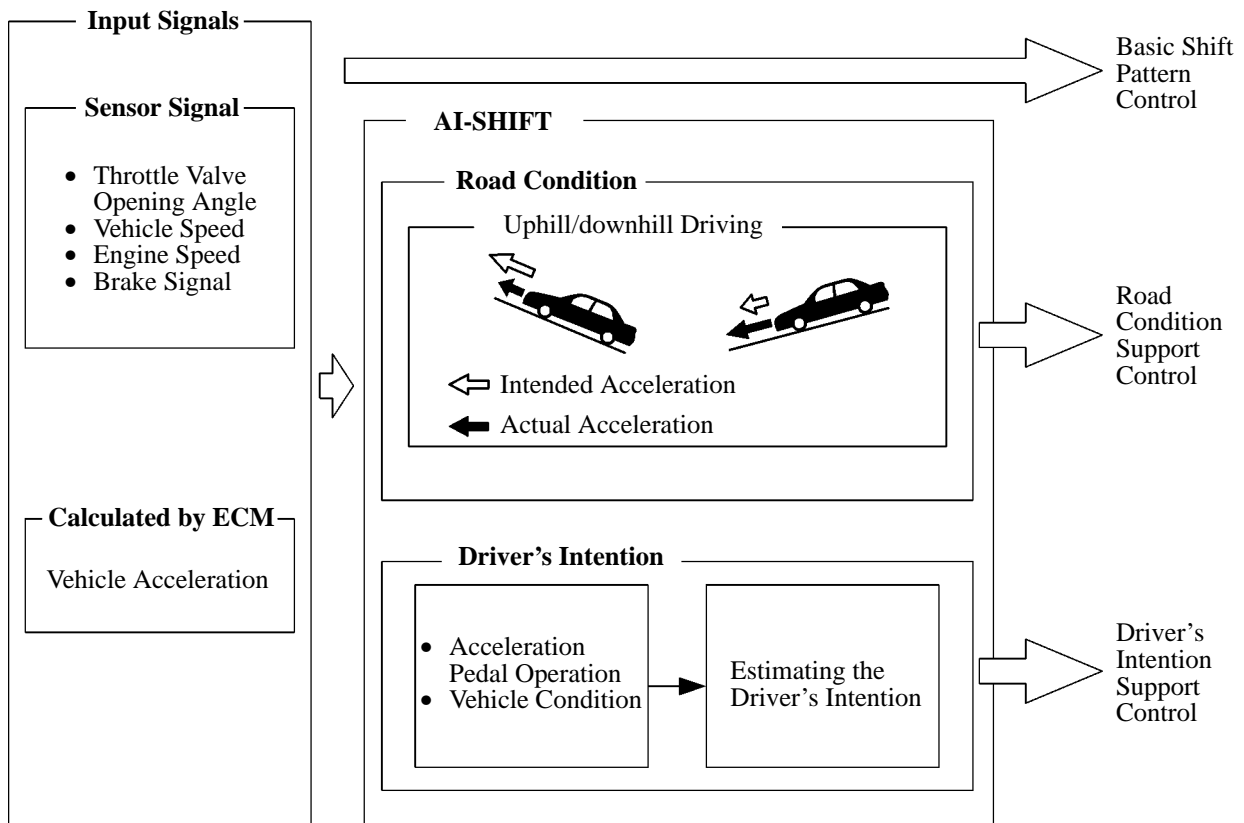 Input Signals
Sensor Signal
• Throttle Valve
Opening Angle
• Vehicle Speed
• Engine Speed
• Brake Signal
Calculated by ECM
Vehicle Acceleration
AI-SHIFT
Road Condition
Uphill/downhill Driving
Intended Acceleration
Actual Acceleration
Driver’s Intention
• Acceleration
Pedal Operation
• Vehicle Condition
Estimating the
Driver’s Intention
Basic Shift
Pattern
Control
Road
Condition
Support
Control
Driver’s
Intention
Support
Control